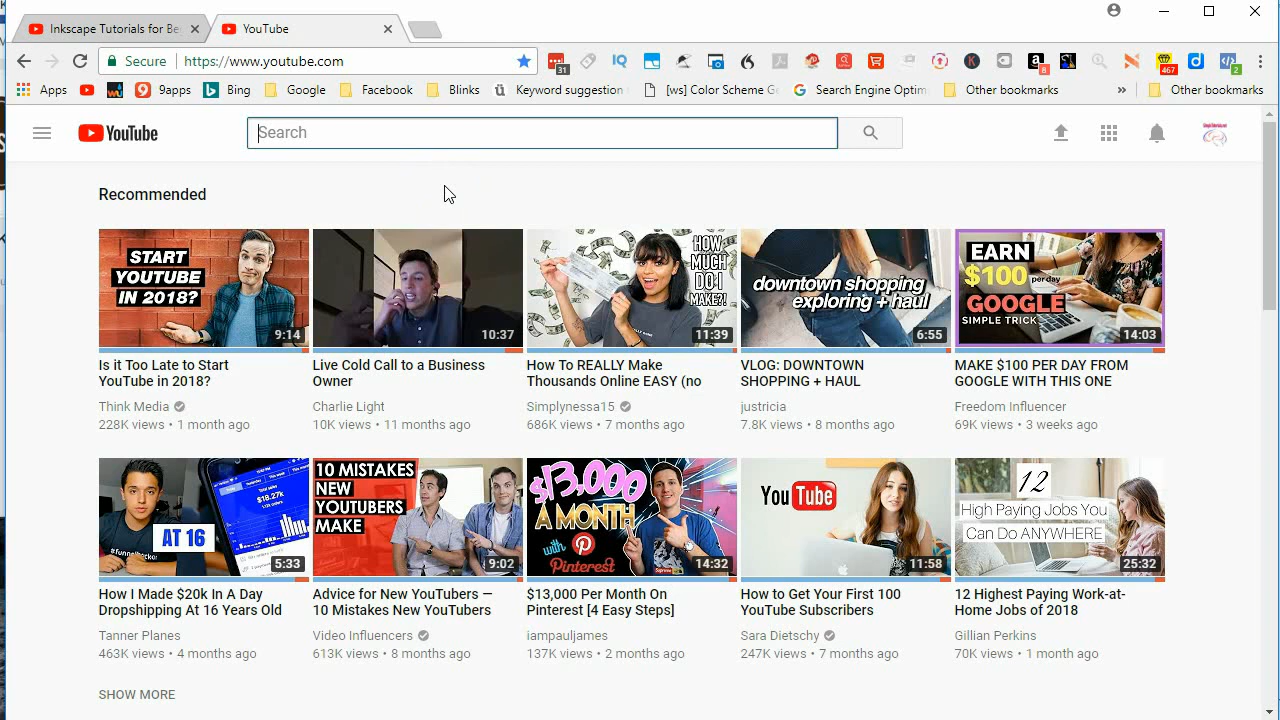 Inkscape Tutorials for Be
YouTube
Secure
https://www.youtube.com
31
8
467
2
Apps
9apps
Bing
Google
Facebook
Blinks
Keyword suggestion
[ws] Color Scheme Ge
Search Engine Optim
Other bookmarks
»
Other bookmarks
YouTube
Search
Recommended
START
YOUTUBE
IN 2018?
9:14
10:37
HOW
MUCH
DO I
MAKE?!
11:39
downtown shopping
exploring + haul
6:55
EARN
$100 per day
GOOGLE
SIMPLE TRICK
14:03
Is it Too Late to Start
YouTube in 2018?
Think Media
228K views • 1 month ago
Live Cold Call to a Business
Owner
Charlie Light
10K views • 11 months ago
How To REALLY Make
Thousands Online EASY (no
Simplynessa15
686K views • 7 months ago
VLOG: DOWNTOWN
SHOPPING + HAUL
justricia
7.8K views • 8 months ago
MAKE $100 PER DAY FROM
GOOGLE WITH THIS ONE
Freedom Influencer
69K views • 3 weeks ago
$18.27k
AT 16
5:33
10 MISTAKES
NEW
YOUTUBERS
MAKE
9:02
$13,000
A MONTH
with
Pinterest
14:32
YouTube
11:58
12
High Paying Jobs You
Can Do ANYWHERE
25:32
How I Made $20k In A Day
Dropshipping At 16 Years Old
Tanner Planes
463K views • 4 months ago
Advice for New YouTubers —
10 Mistakes New YouTubers
Video Influencers
613K views • 8 months ago
$13,000 Per Month On
Pinterest [4 Easy Steps]
iampauljames
137K views • 2 months ago
How to Get Your First 100
YouTube Subscribers
Sara Dietschy
247K views • 7 months ago
12 Highest Paying Work-at-
Home Jobs of 2018
Gillian Perkins
70K views • 1 month ago
SHOW MORE